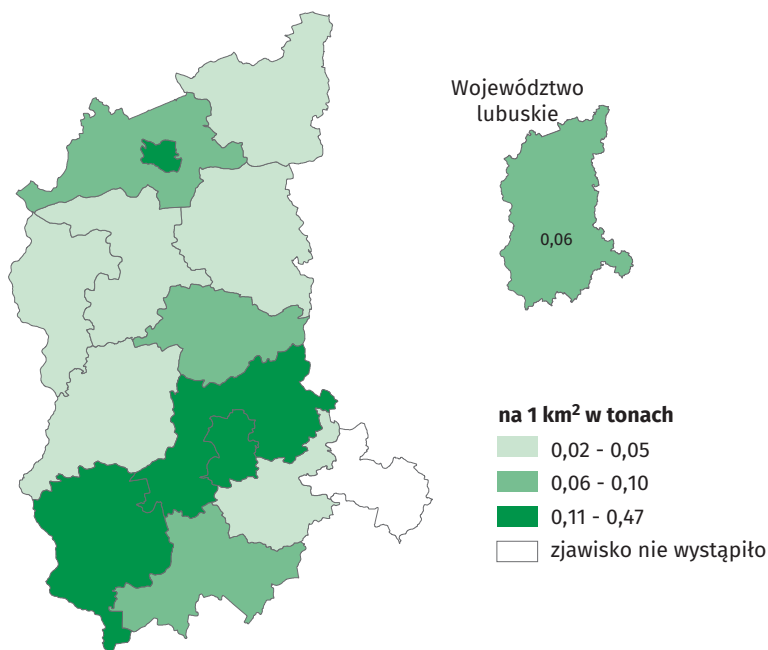 Województwo
lubuskie
0,06
na 1 km² w tonach
0,02 - 0,05
0,06 - 0,10
0,11 - 0,47
zjawisko nie wystąpiło